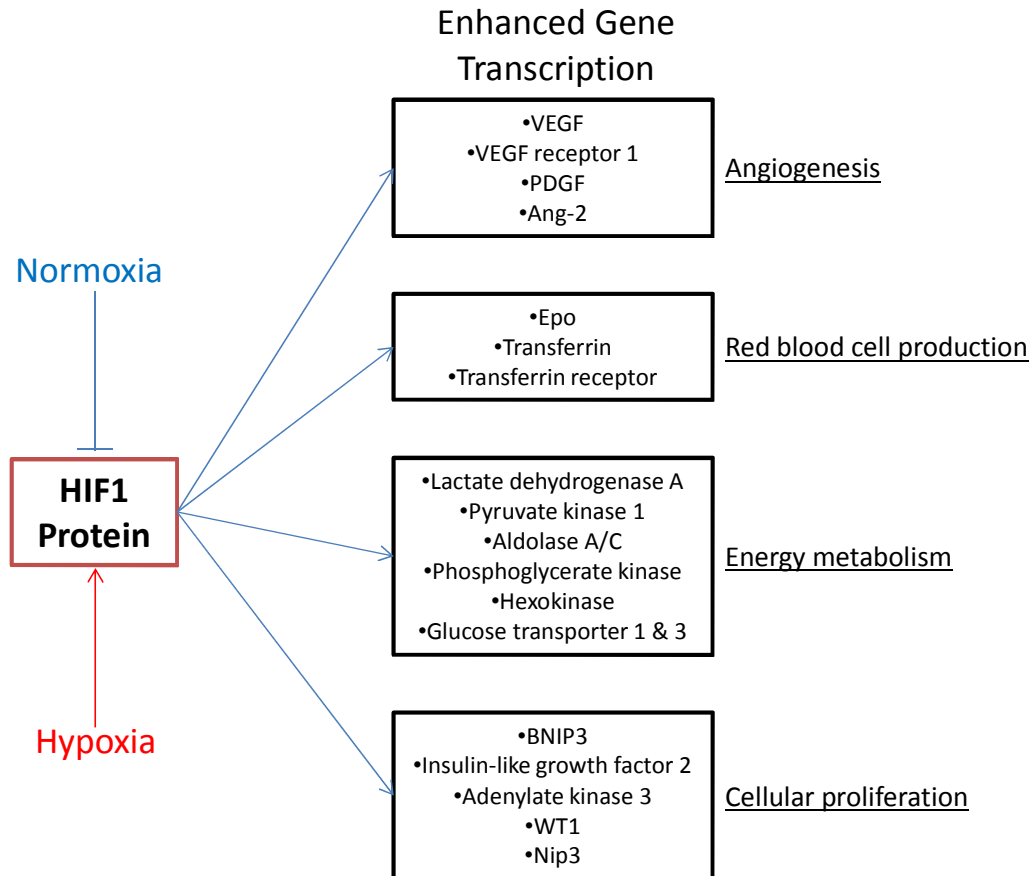 Enhanced Gene
Transcription
•VEGF
•VEGF receptor 1
•PDGF
•Ang-2
Angiogenesis
Normoxia
•Epo
•Transferrin
•Transferrin receptor
Red blood cell production
HIF1
Protein
•Lactate dehydrogenase A
•Pyruvate kinase 1
•Aldolase A/C
•Phosphoglycerate kinase
•Hexokinase
•Glucose transporter 1 & 3
Energy metabolism
Hypoxia
•BNIP3
•Insulin-like growth factor 2
•Adenylate kinase 3
•WT1
•Nip3
Cellular proliferation